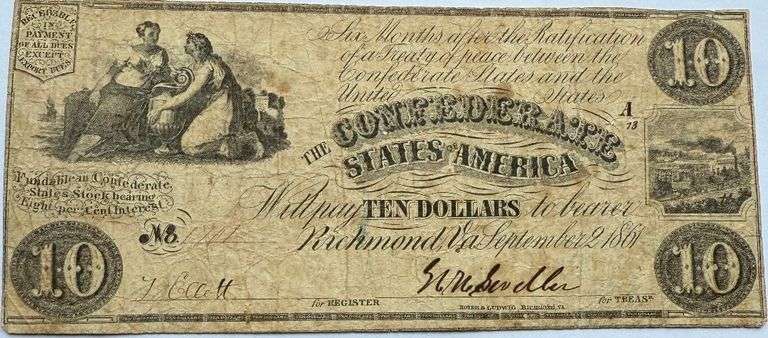 RECEIVABLE
IN
PAYMENT
OF ALL DUES
EXCEPT
EXPORT DUES
Six Months after the Ratification
of a Treaty of peace between the
Confederate States and the
United States
10
A
73
THE CONFEDERATE
STATES OF AMERICA
Fundable in Confederate
States Stock bearing
Eight per Cent Interest
Will pay TEN DOLLARS to bearer
No
Richmond, Va September 2 1861
10
10
for REGISTER
HOYER & LUDWIG RICHMOND, VA
for TREASR